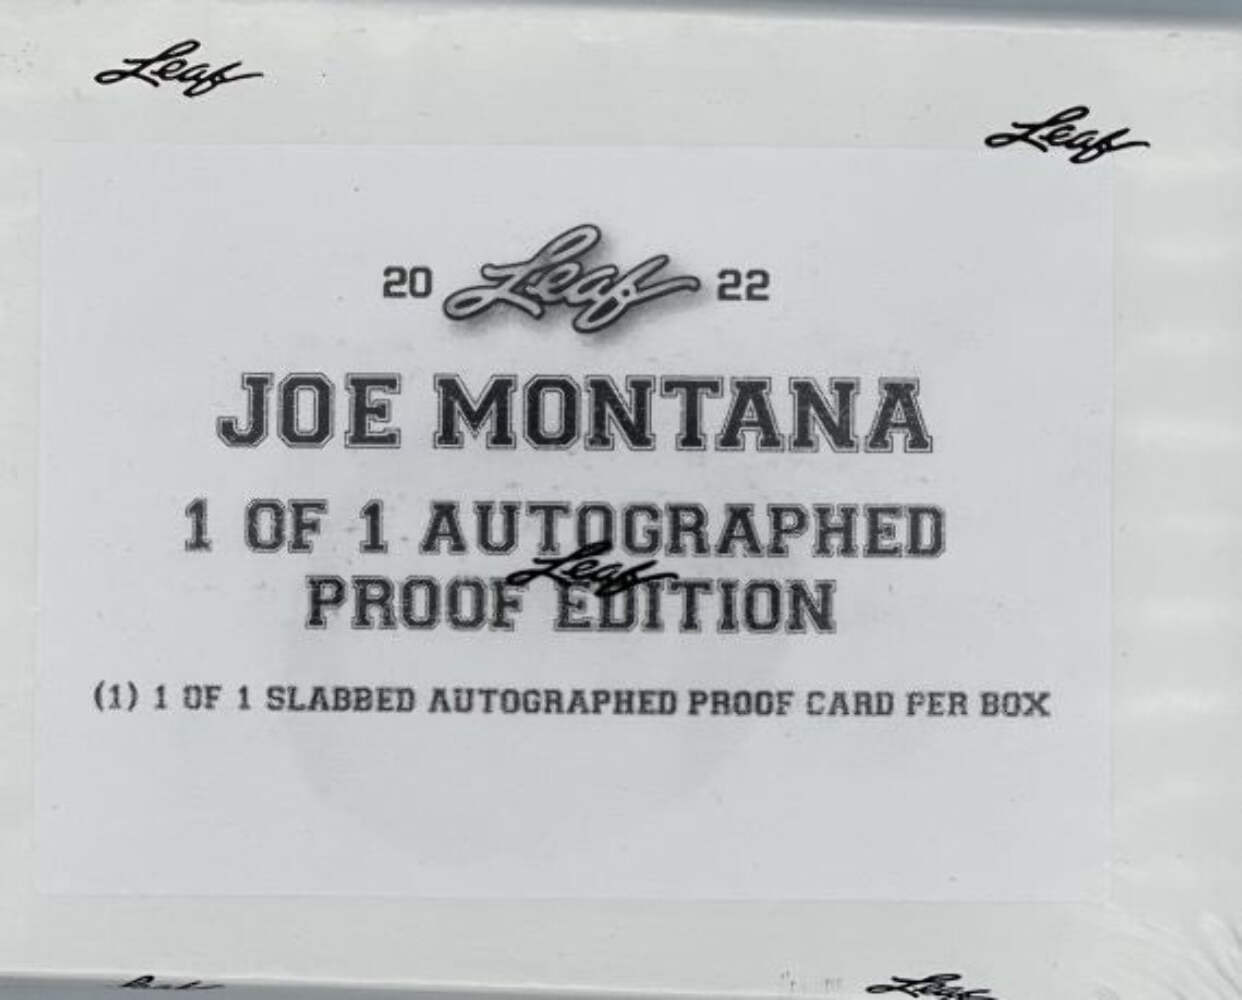 Leaf
Leaf
20 Leaf 22
JOE MONTANA
1 OF 1 AUTOGRAPHED
Leaf
PROOF EDITION
(1) 1 OF 1 SLABBED AUTOGRAPHED PROOF CARD PER BOX
Leaf